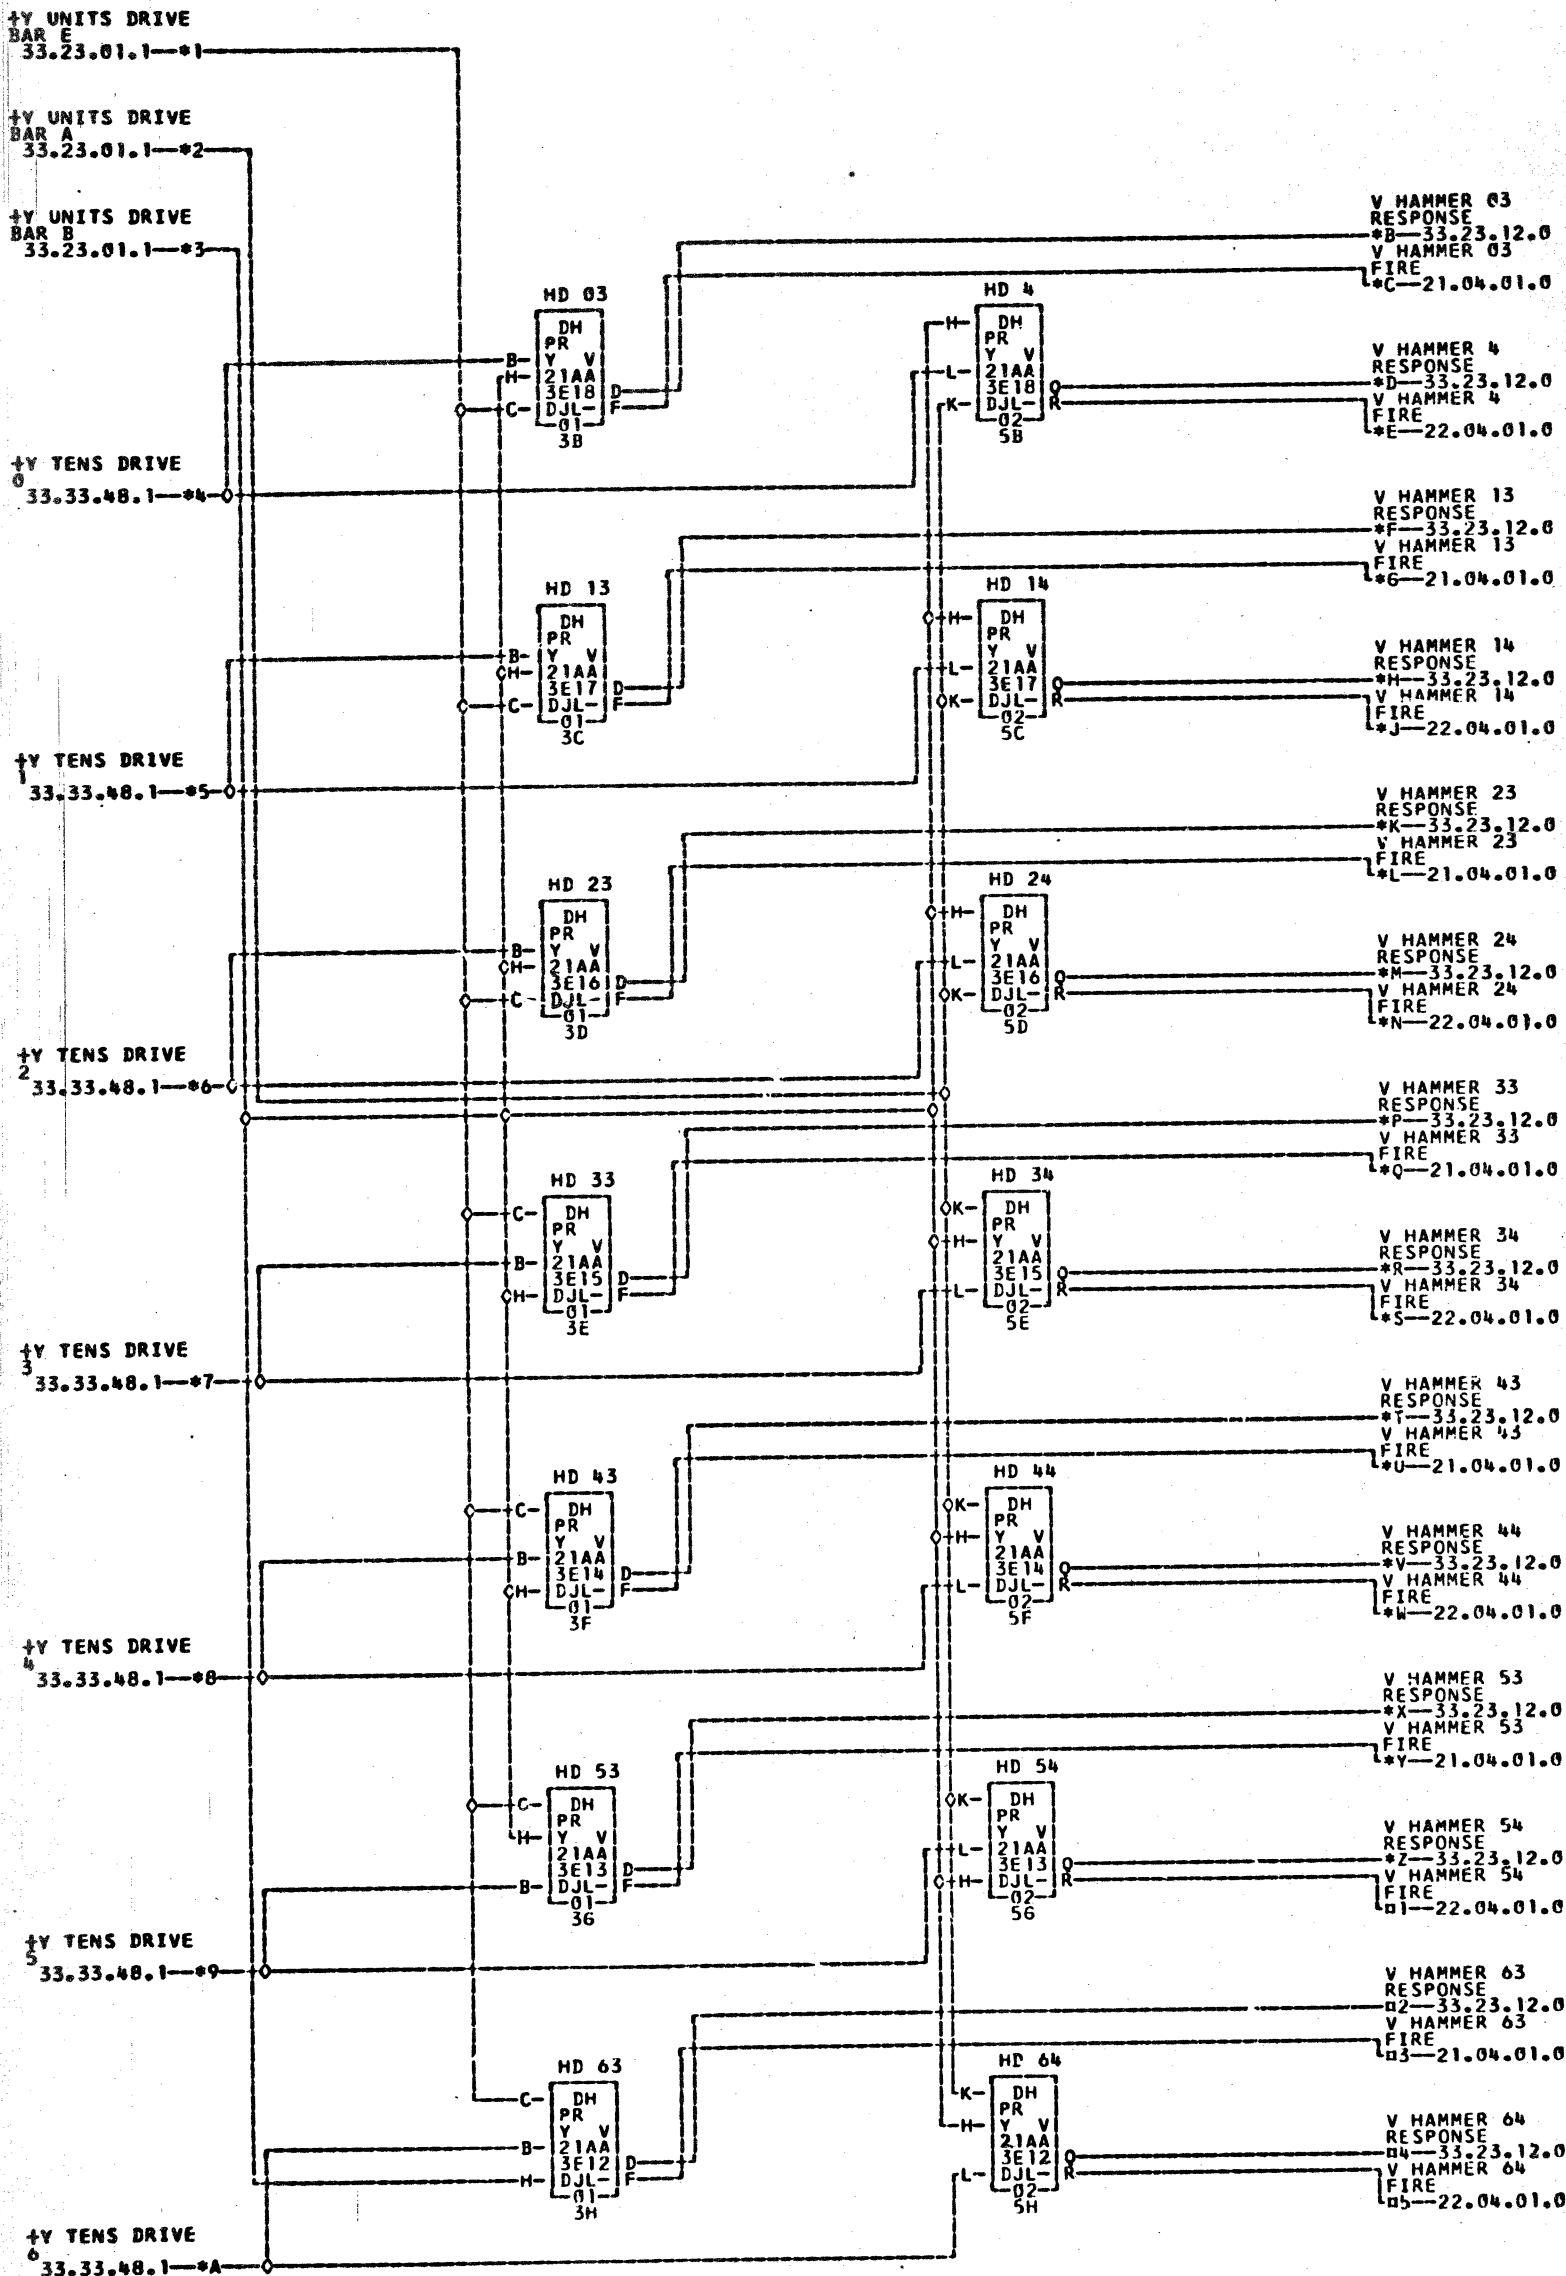 +Y UNITS DRIVE
BAR E
33.23.01.1—*1
+Y UNITS DRIVE
BAR A
33.23.01.1—*2
+Y UNITS DRIVE
BAR B
33.23.01.1—*3
+Y TENS DRIVE
0
33.33.48.1—*4
+Y TENS DRIVE
1
33.33.48.1—*5
+Y TENS DRIVE
2
33.33.48.1—*6
+Y TENS DRIVE
3
33.33.48.1—*7
+Y TENS DRIVE
4
33.33.48.1—*8
+Y TENS DRIVE
5
33.33.48.1—*9
+Y TENS DRIVE
6
33.33.48.1—*A
HD 03
DH
PR
B- Y V
H- 21AA
3E18 D
C- DJL- F
01
3B
HD 13
DH
PR
B- Y V
H- 21AA
3E17 D
C- DJL- F
01
3C
HD 23
DH
PR
B- Y V
H- 21AA
3E16 D
C- DJL- F
01
3D
HD 33
C- DH
PR
Y V
B- 21AA
3E15 D
H- DJL- F
01
3E
HD 43
C- DH
PR
Y V
B- 21AA
3E14 D
H- DJL- F
01
3F
HD 53
C- DH
PR
H- Y V
21AA
3E13 D
B- DJL- F
01
3G
HD 63
C- DH
PR
Y V
B- 21AA
3E12 D
H- DJL- F
01
3H
HD 4
H- DH
PR
Y V
L- 21AA
3E18 Q
K- DJL- R
02
5B
HD 14
H- DH
PR
Y V
L- 21AA
3E17 Q
K- DJL- R
02
5C
HD 24
H- DH
PR
Y V
L- 21AA
3E16 Q
K- DJL- R
02
5D
HD 34
K- DH
PR
H- Y V
21AA
3E15 Q
L- DJL- R
02
5E
HD 44
K- DH
PR
H- Y V
21AA
3E14 Q
L- DJL- R
02
5F
HD 54
K- DH
PR
Y V
L- 21AA
3E13 Q
H- DJL- R
02
5G
HD 64
K- DH
PR
H- Y V
21AA
3E12 Q
L- DJL- R
02
5H
V HAMMER 03
RESPONSE
*B—33.23.12.0
V HAMMER 03
FIRE
*C—21.04.01.0
V HAMMER 4
RESPONSE
*D—33.23.12.0
V HAMMER 4
FIRE
*E—22.04.01.0
V HAMMER 13
RESPONSE
*F—33.23.12.0
V HAMMER 13
FIRE
*G—21.04.01.0
V HAMMER 14
RESPONSE
*H—33.23.12.0
V HAMMER 14
FIRE
*J—22.04.01.0
V HAMMER 23
RESPONSE
*K—33.23.12.0
V HAMMER 23
FIRE
*L—21.04.01.0
V HAMMER 24
RESPONSE
*M—33.23.12.0
V HAMMER 24
FIRE
*N—22.04.01.0
V HAMMER 33
RESPONSE
*P—33.23.12.0
V HAMMER 33
FIRE
*Q—21.04.01.0
V HAMMER 34
RESPONSE
*R—33.23.12.0
V HAMMER 34
FIRE
*S—22.04.01.0
V HAMMER 43
RESPONSE
*T—33.23.12.0
V HAMMER 43
FIRE
*U—21.04.01.0
V HAMMER 44
RESPONSE
*V—33.23.12.0
V HAMMER 44
FIRE
*W—22.04.01.0
V HAMMER 53
RESPONSE
*X—33.23.12.0
V HAMMER 53
FIRE
*Y—21.04.01.0
V HAMMER 54
RESPONSE
*Z—33.23.12.0
V HAMMER 54
FIRE
¤1—22.04.01.0
V HAMMER 63
RESPONSE
¤2—33.23.12.0
V HAMMER 63
FIRE
¤3—21.04.01.0
V HAMMER 64
RESPONSE
¤4—33.23.12.0
V HAMMER 64
FIRE
¤5—22.04.01.0